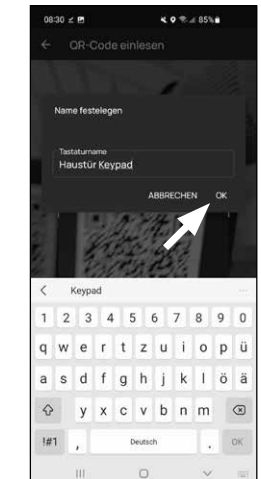 08:30
85%
QR-Code einlesen
Name festelegen
Tastaturname
Haustür Keypad
ABBRECHEN OK
Keypad
1 2 3 4 5 6 7 8 9 0
q w e r t z u i o p ü
a s d f g h j k l ö ä
y x c v b n m
!#1 , Deutsch . OK